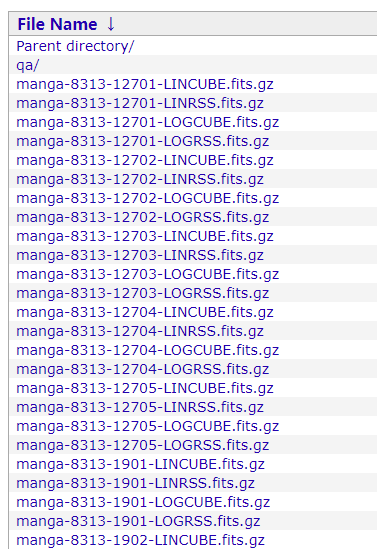 File Name ↓
Parent directory/
qa/
manga-8313-12701-LINCUBE.fits.gz
manga-8313-12701-LINRSS.fits.gz
manga-8313-12701-LOGCUBE.fits.gz
manga-8313-12701-LOGRSS.fits.gz
manga-8313-12702-LINCUBE.fits.gz
manga-8313-12702-LINRSS.fits.gz
manga-8313-12702-LOGCUBE.fits.gz
manga-8313-12702-LOGRSS.fits.gz
manga-8313-12703-LINCUBE.fits.gz
manga-8313-12703-LINRSS.fits.gz
manga-8313-12703-LOGCUBE.fits.gz
manga-8313-12703-LOGRSS.fits.gz
manga-8313-12704-LINCUBE.fits.gz
manga-8313-12704-LINRSS.fits.gz
manga-8313-12704-LOGCUBE.fits.gz
manga-8313-12704-LOGRSS.fits.gz
manga-8313-12705-LINCUBE.fits.gz
manga-8313-12705-LINRSS.fits.gz
manga-8313-12705-LOGCUBE.fits.gz
manga-8313-12705-LOGRSS.fits.gz
manga-8313-1901-LINCUBE.fits.gz
manga-8313-1901-LINRSS.fits.gz
manga-8313-1901-LOGCUBE.fits.gz
manga-8313-1901-LOGRSS.fits.gz
manga-8313-1902-LINCUBE.fits.gz